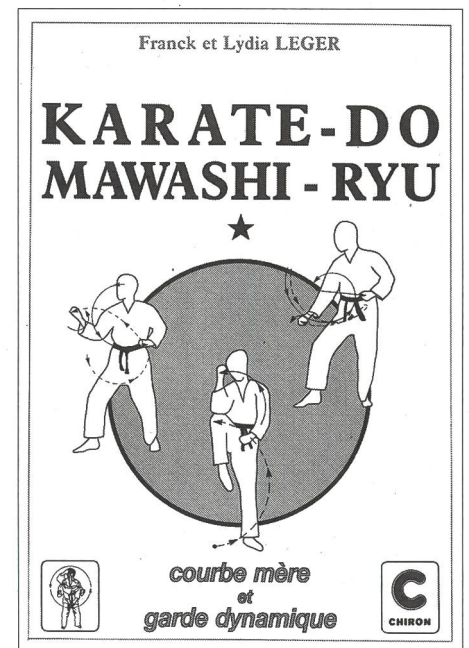 Franck et Lydia LEGER
KARATE-DO
MAWASHI - RYU
courbe mère
et
garde dynamique
C
CHIRON